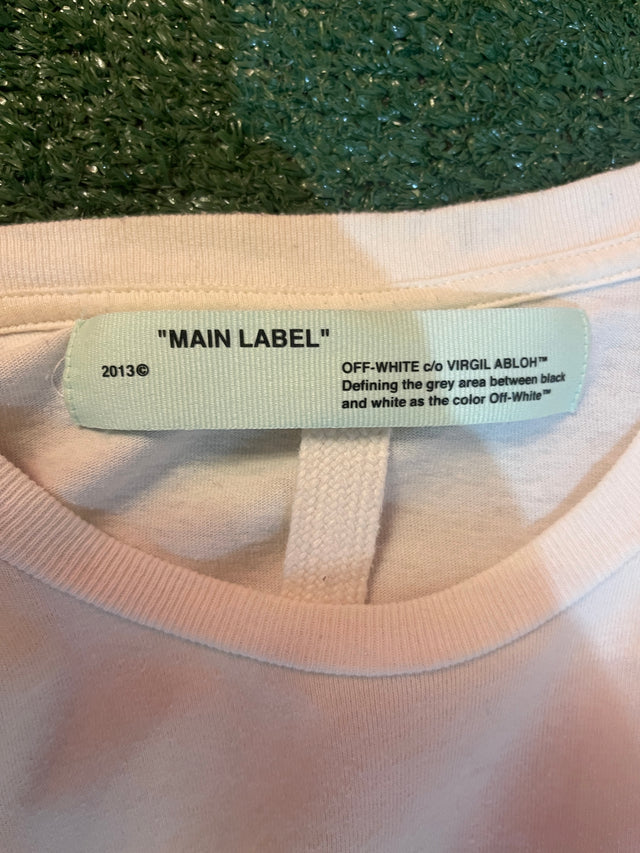 "MAIN LABEL"
2013©
OFF-WHITE c/o VIRGIL ABLOH™
Defining the grey area between black
and white as the color Off-White™